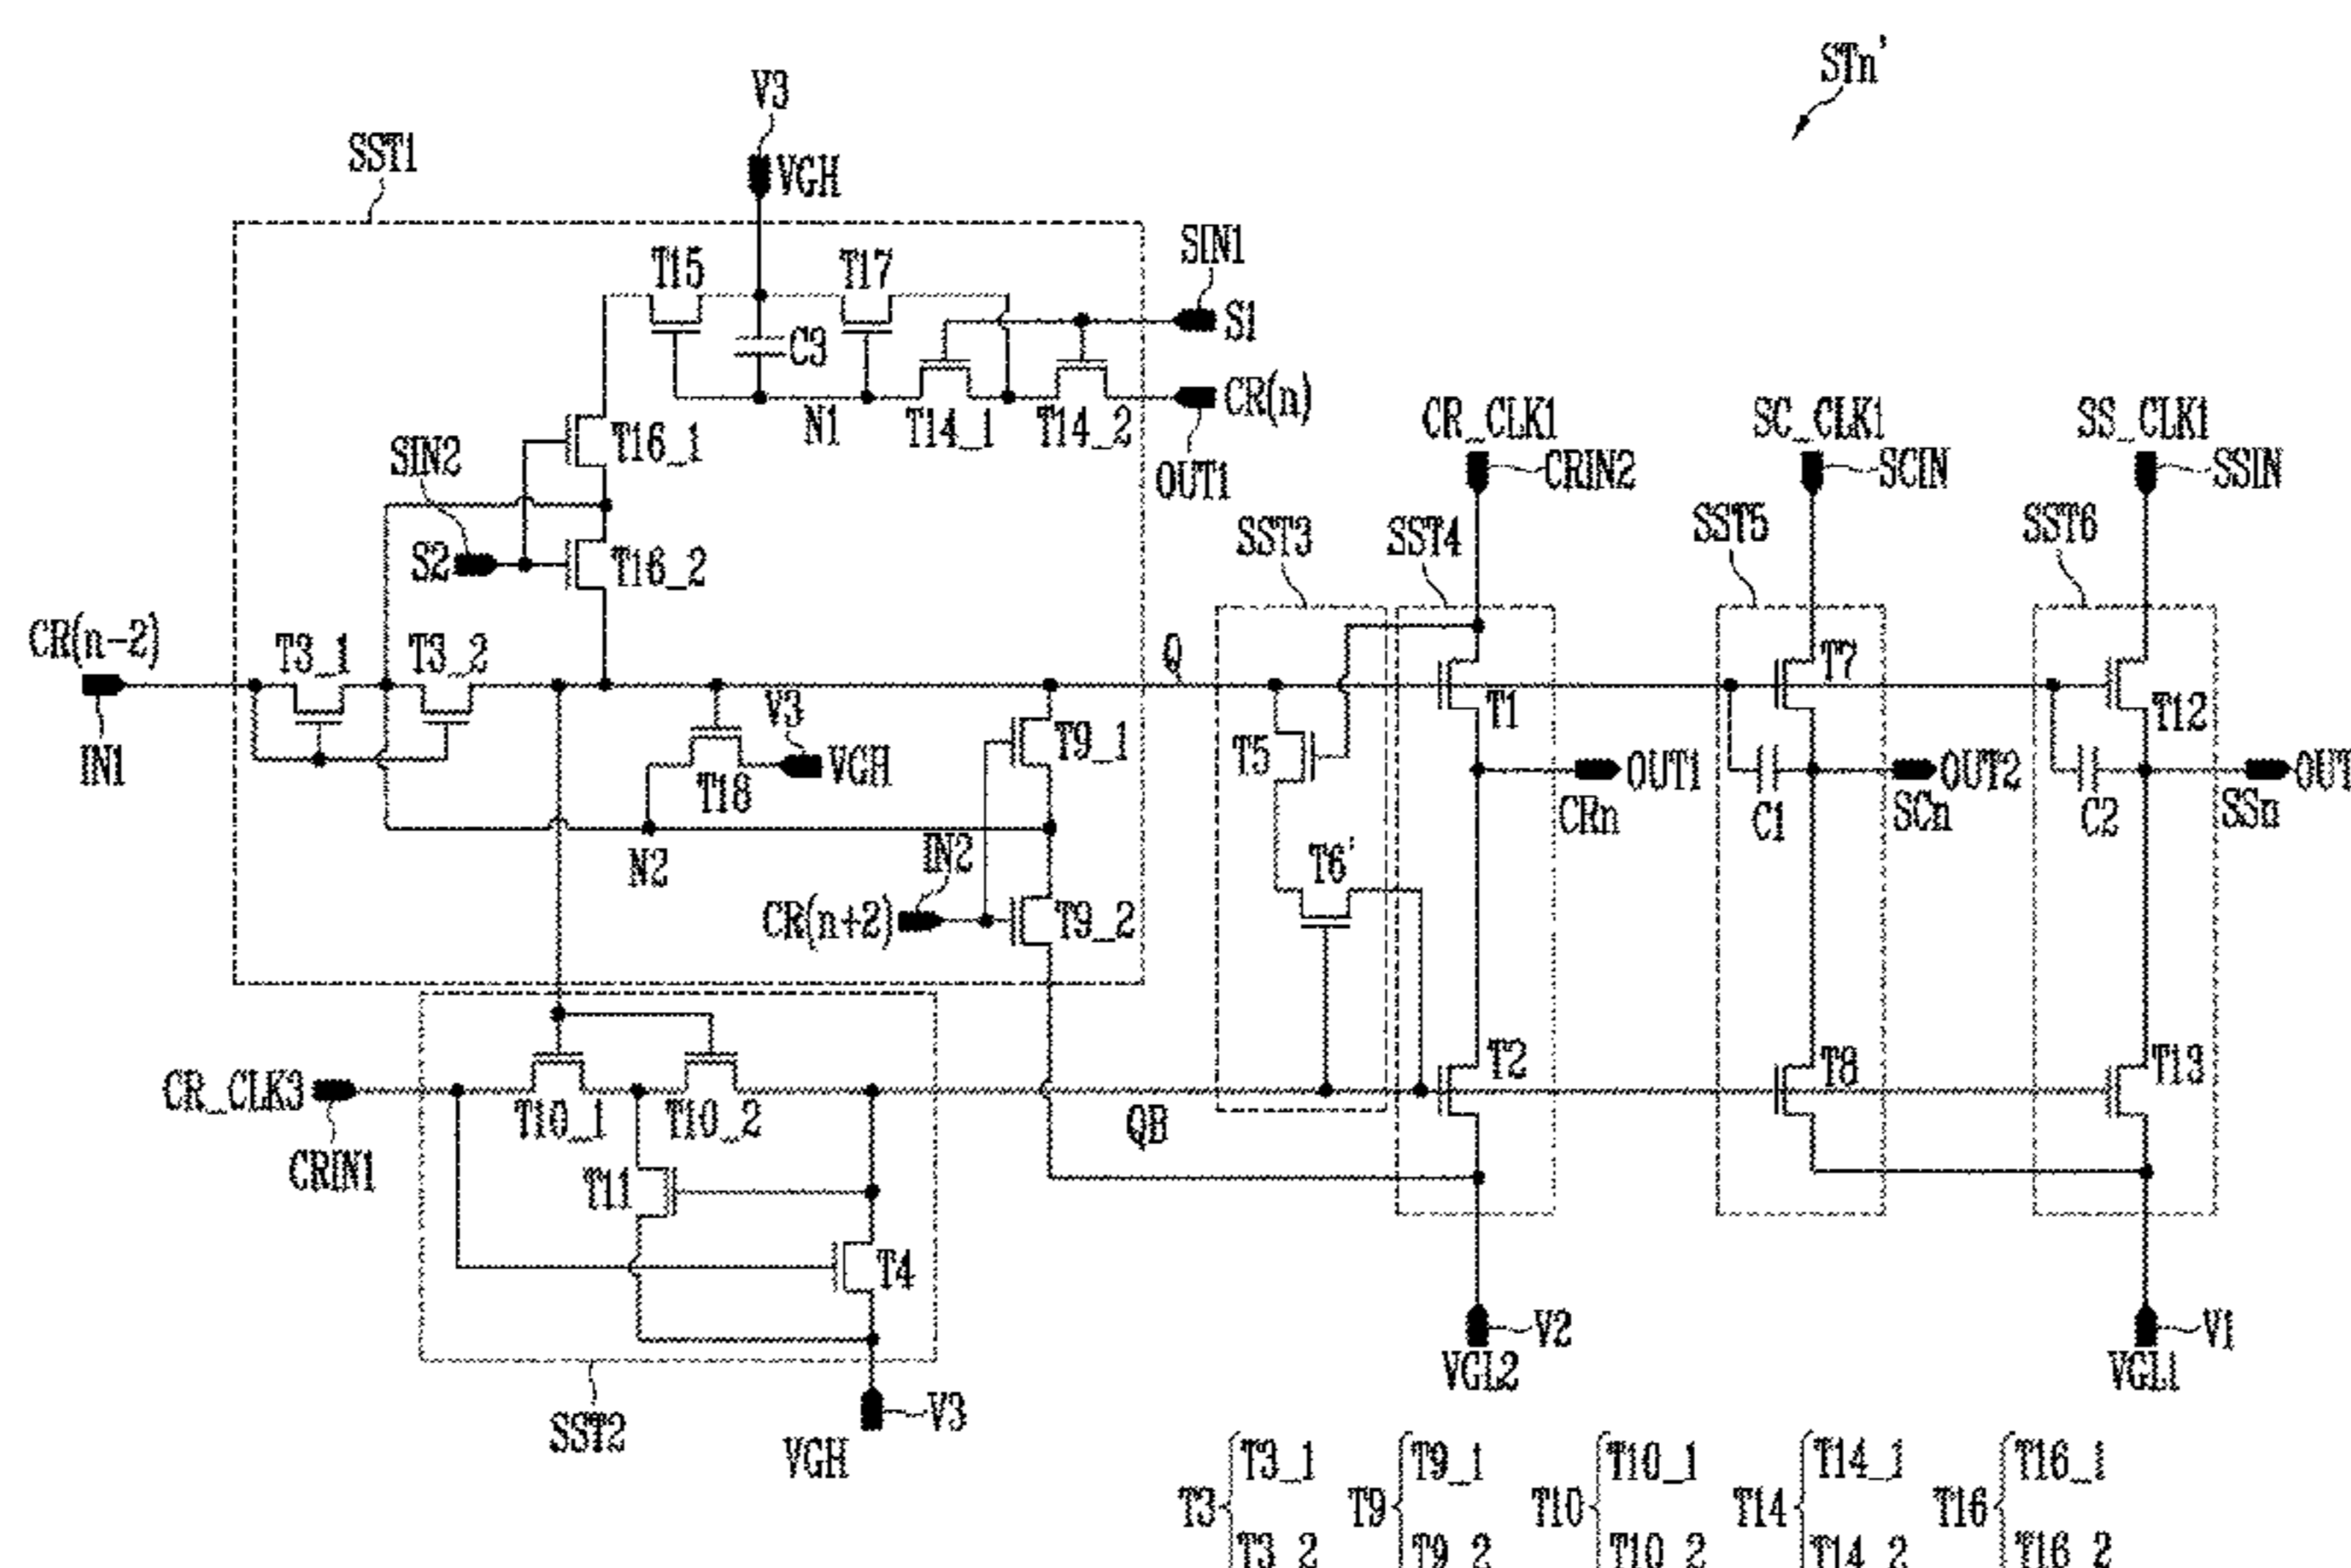 STn'
V3
VGH
SST1
SIN1
T15
T17
S1
C3
CR(n)
N1
T14_1
T14_2
OUT1
T16_1
SIN2
S2
T16_2
CR_CLK1
CRIN2
SC_CLK1
SCIN
SS_CLK1
SSIN
SST3
SST4
SST5
SST6
CR(n-2)
T3_1
T3_2
IN1
Q
V3
VGH
T18
T9_1
N2
IN2
CR(n+2)
T9_2
T5
T6'
T1
OUT1
CRn
T7
C1
OUT2
SCn
T12
C2
OUT
SSn
CR_CLK3
CRIN1
T10_1
T10_2
QB
T11
T4
T2
T8
T13
SST2
VGH
V3
V2
VGL2
V1
VGL1
T3 T3_1 T3_2
T9 T9_1 T9_2
T10 T10_1 T10_2
T14 T14_1 T14_2
T16 T16_1 T16_2